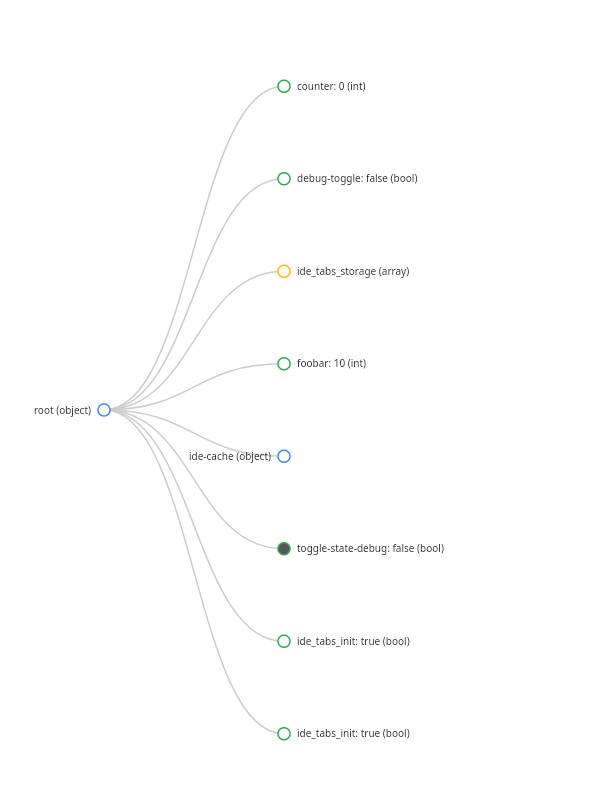 counter: 0 (int)
debug-toggle: false (bool)
ide_tabs_storage (array)
foobar: 10 (int)
root (object)
ide-cache (object)
toggle-state-debug: false (bool)
ide_tabs_init: true (bool)
ide_tabs_init: true (bool)